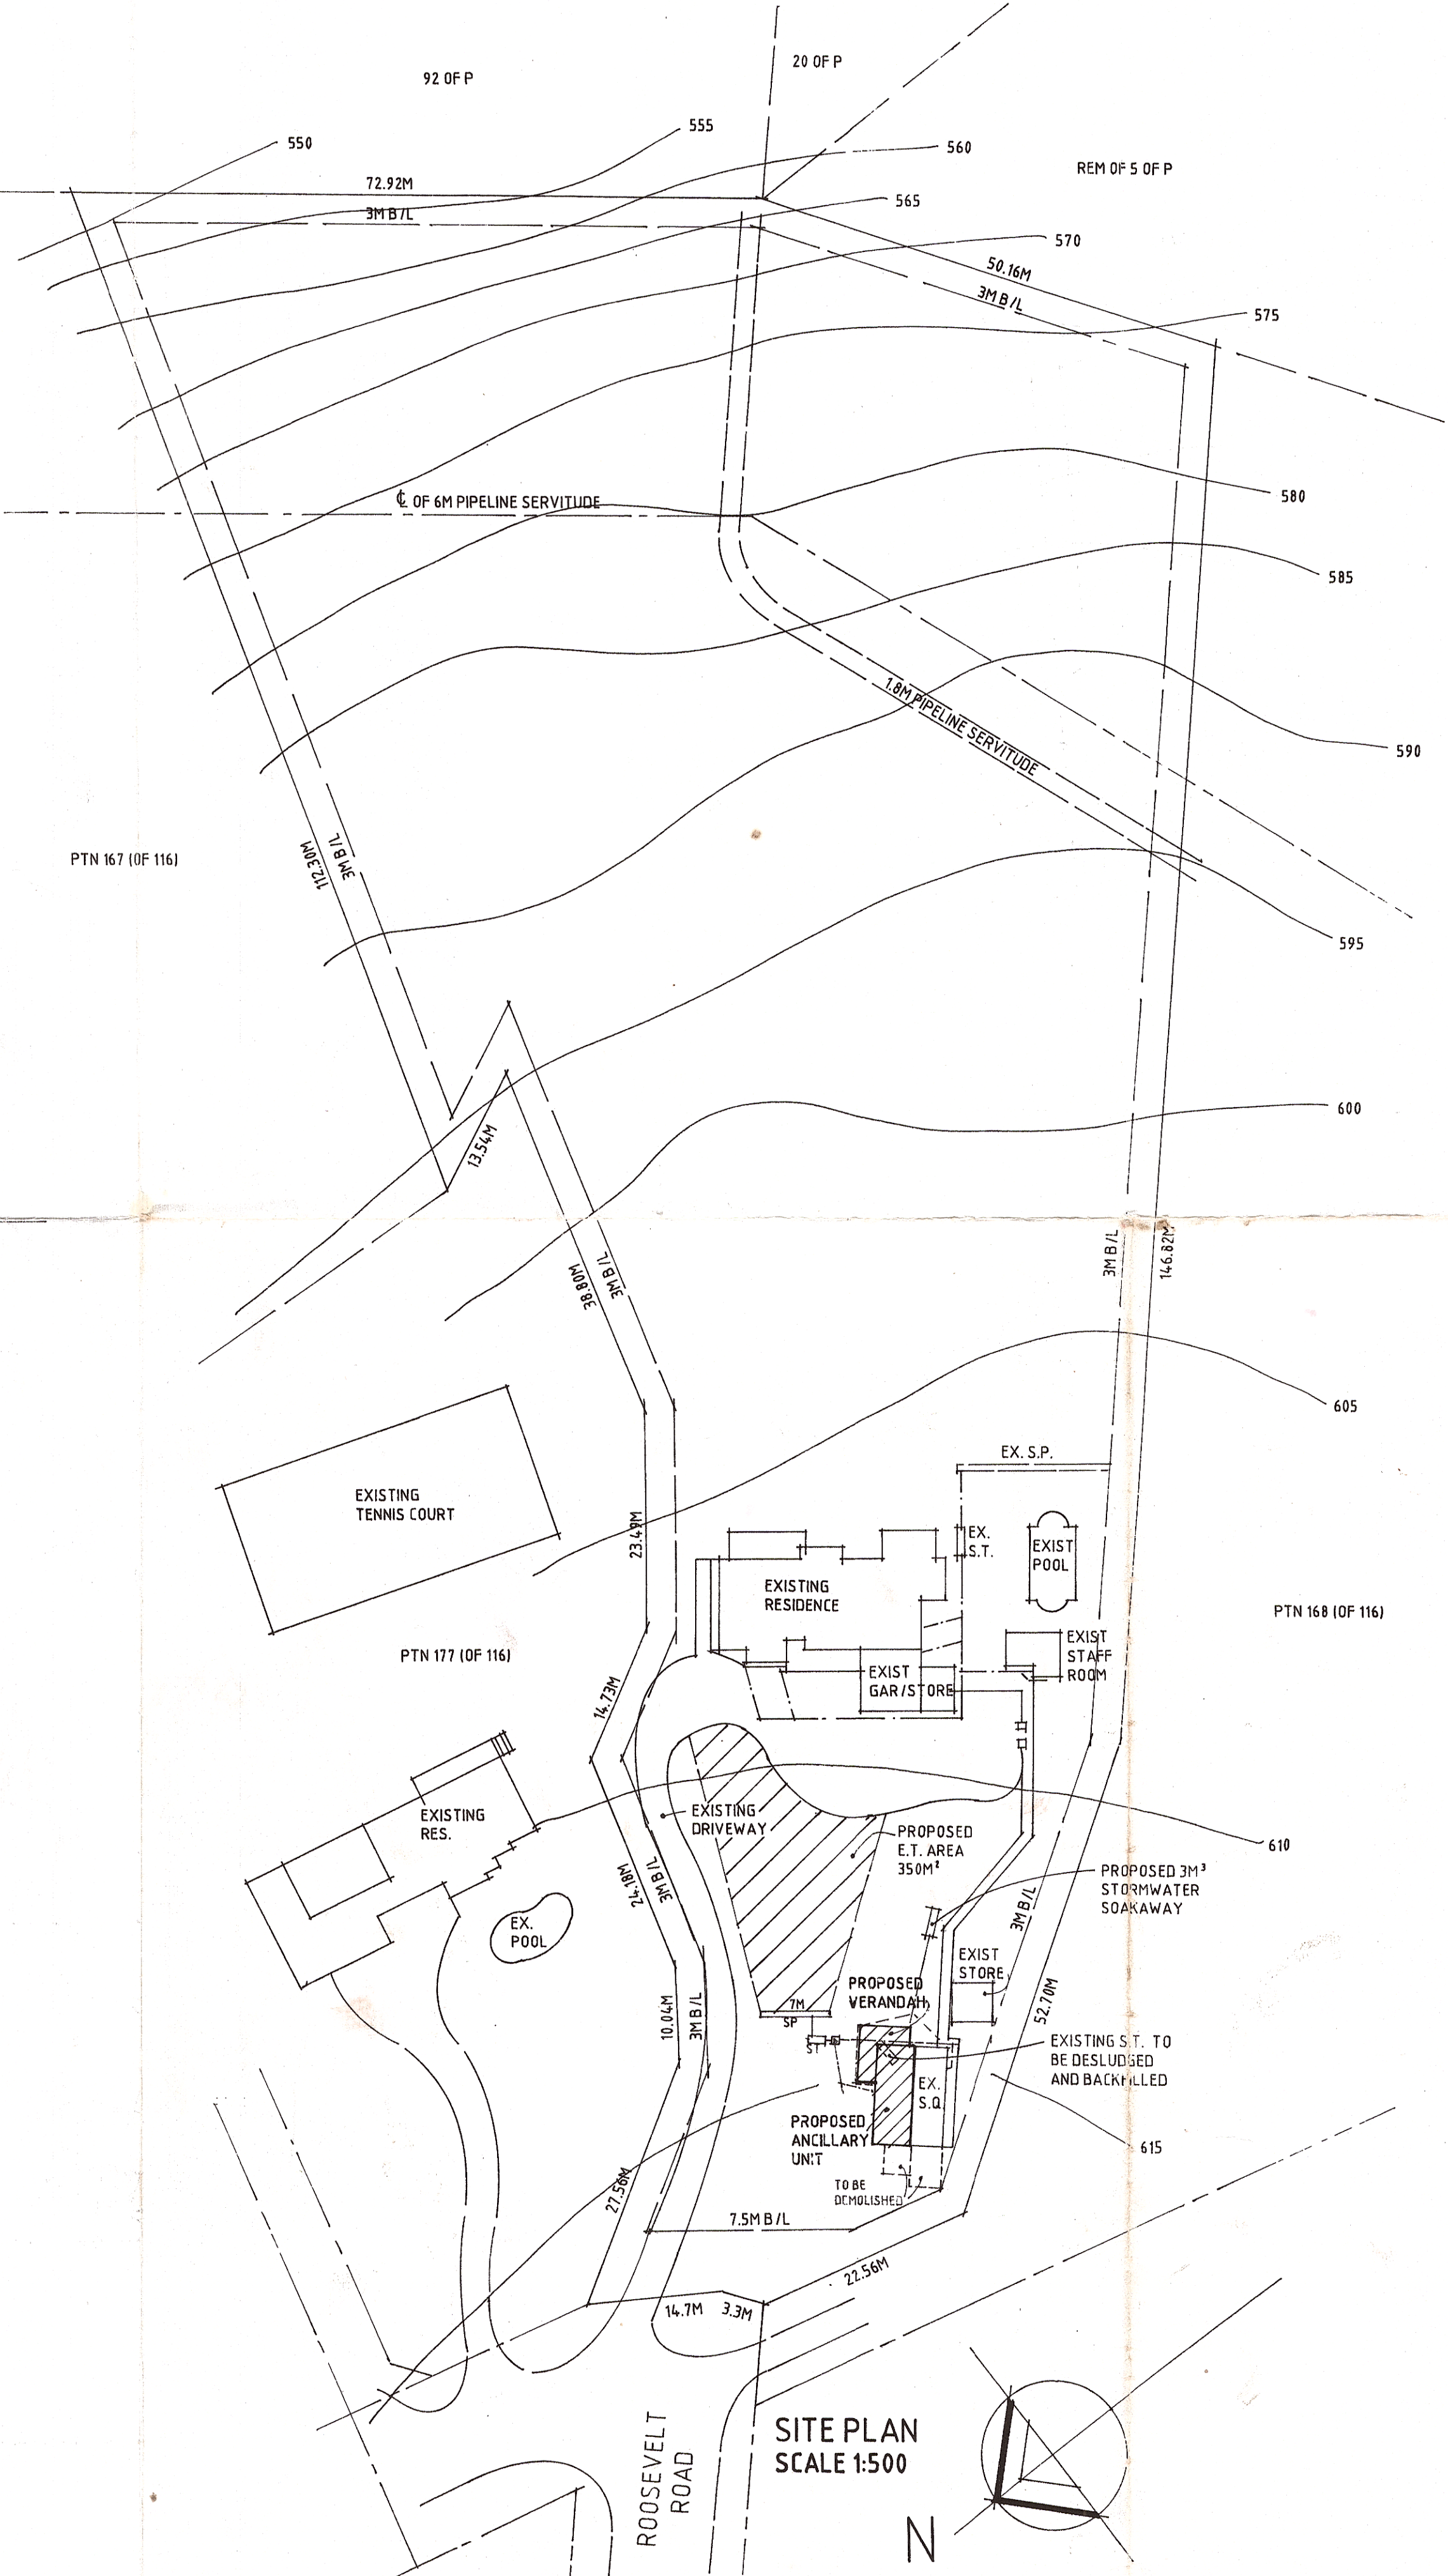 92 OF P
20 OF P
REM OF 5 OF P
550
555
560
565
570
575
580
585
590
595
600
605
610
615
72.92M
3M B/L
50.16M
3M B/L
℄ OF 6M PIPELINE SERVITUDE
1.8M PIPELINE SERVITUDE
PTN 167 (OF 116)
112.30M
3M B/L
13.54M
38.80M
3M B/L
3M B/L
146.82M
EXISTING
TENNIS COURT
23.49M
EX. S.P.
EX.
S.T.
EXIST
POOL
EXISTING
RESIDENCE
PTN 168 (OF 116)
PTN 177 (OF 116)
EXIST
STAFF
ROOM
EXIST
GAR/STORE
14.73M
EXISTING
RES.
EXISTING
DRIVEWAY
PROPOSED
E.T. AREA
350M²
PROPOSED 3M³
STORMWATER
SOAKAWAY
24.18M
3M B/L
3M B/L
EX.
POOL
EXIST
STORE
PROPOSED
VERANDAH
10.04M
3M B/L
7M
SP
ST
52.70M
EXISTING S.T. TO
BE DESLUDGED
AND BACKFILLED
EX.
S.Q.
PROPOSED
ANCILLARY
UNIT
TO BE
DEMOLISHED
27.56M
7.5M B/L
22.56M
14.7M
3.3M
ROOSEVELT
ROAD
SITE PLAN
SCALE 1:500
N